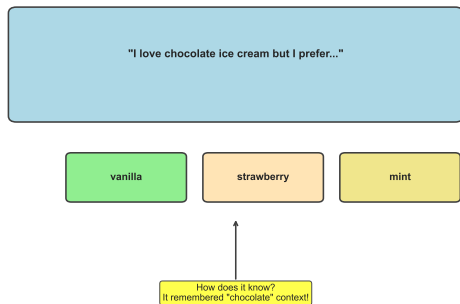 "I love chocolate ice cream but I prefer..."
vanilla
strawberry
mint
How does it know?
It remembered "chocolate" context!